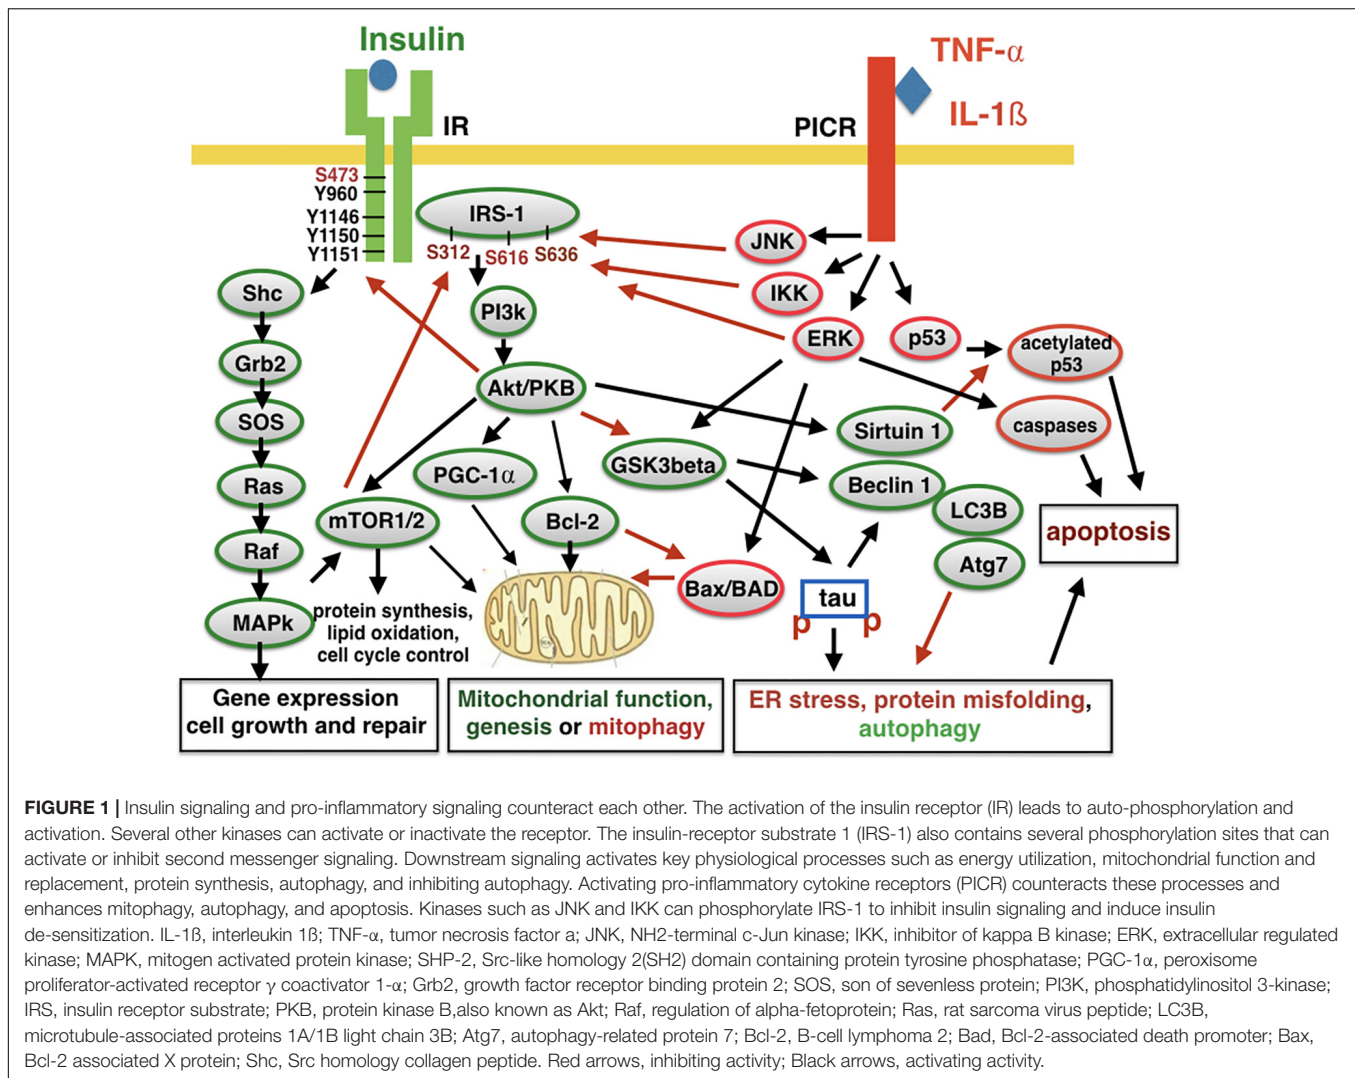 Insulin
TNF-α
IL-1ß
IR
PICR
S473
Y960
Y1146
Y1150
Y1151
IRS-1
S312
S616
S636
JNK
IKK
ERK
p53
acetylated
p53
Shc
PI3k
Grb2
Akt/PKB
SOS
Sirtuin 1
caspases
Ras
PGC-1α
GSK3beta
Beclin 1
LC3B
mTOR1/2
Bcl-2
apoptosis
Raf
Atg7
Bax/BAD
tau
p
p
MAPk
protein synthesis,
lipid oxidation,
cell cycle control
Gene expression
cell growth and repair
Mitochondrial function,
genesis or mitophagy
ER stress, protein misfolding,
autophagy
FIGURE 1 | Insulin signaling and pro-inflammatory signaling counteract each other. The activation of the insulin receptor (IR) leads to auto-phosphorylation and
activation. Several other kinases can activate or inactivate the receptor. The insulin-receptor substrate 1 (IRS-1) also contains several phosphorylation sites that can
activate or inhibit second messenger signaling. Downstream signaling activates key physiological processes such as energy utilization, mitochondrial function and
replacement, protein synthesis, autophagy, and inhibiting autophagy. Activating pro-inflammatory cytokine receptors (PICR) counteracts these processes and
enhances mitophagy, autophagy, and apoptosis. Kinases such as JNK and IKK can phosphorylate IRS-1 to inhibit insulin signaling and induce insulin
de-sensitization. IL-1ß, interleukin 1ß; TNF-α, tumor necrosis factor a; JNK, NH2-terminal c-Jun kinase; IKK, inhibitor of kappa B kinase; ERK, extracellular regulated
kinase; MAPK, mitogen activated protein kinase; SHP-2, Src-like homology 2(SH2) domain containing protein tyrosine phosphatase; PGC-1α, peroxisome
proliferator-activated receptor γ coactivator 1-α; Grb2, growth factor receptor binding protein 2; SOS, son of sevenless protein; PI3K, phosphatidylinositol 3-kinase;
IRS, insulin receptor substrate; PKB, protein kinase B,also known as Akt; Raf, regulation of alpha-fetoprotein; Ras, rat sarcoma virus peptide; LC3B,
microtubule-associated proteins 1A/1B light chain 3B; Atg7, autophagy-related protein 7; Bcl-2, B-cell lymphoma 2; Bad, Bcl-2-associated death promoter; Bax,
Bcl-2 associated X protein; Shc, Src homology collagen peptide. Red arrows, inhibiting activity; Black arrows, activating activity.